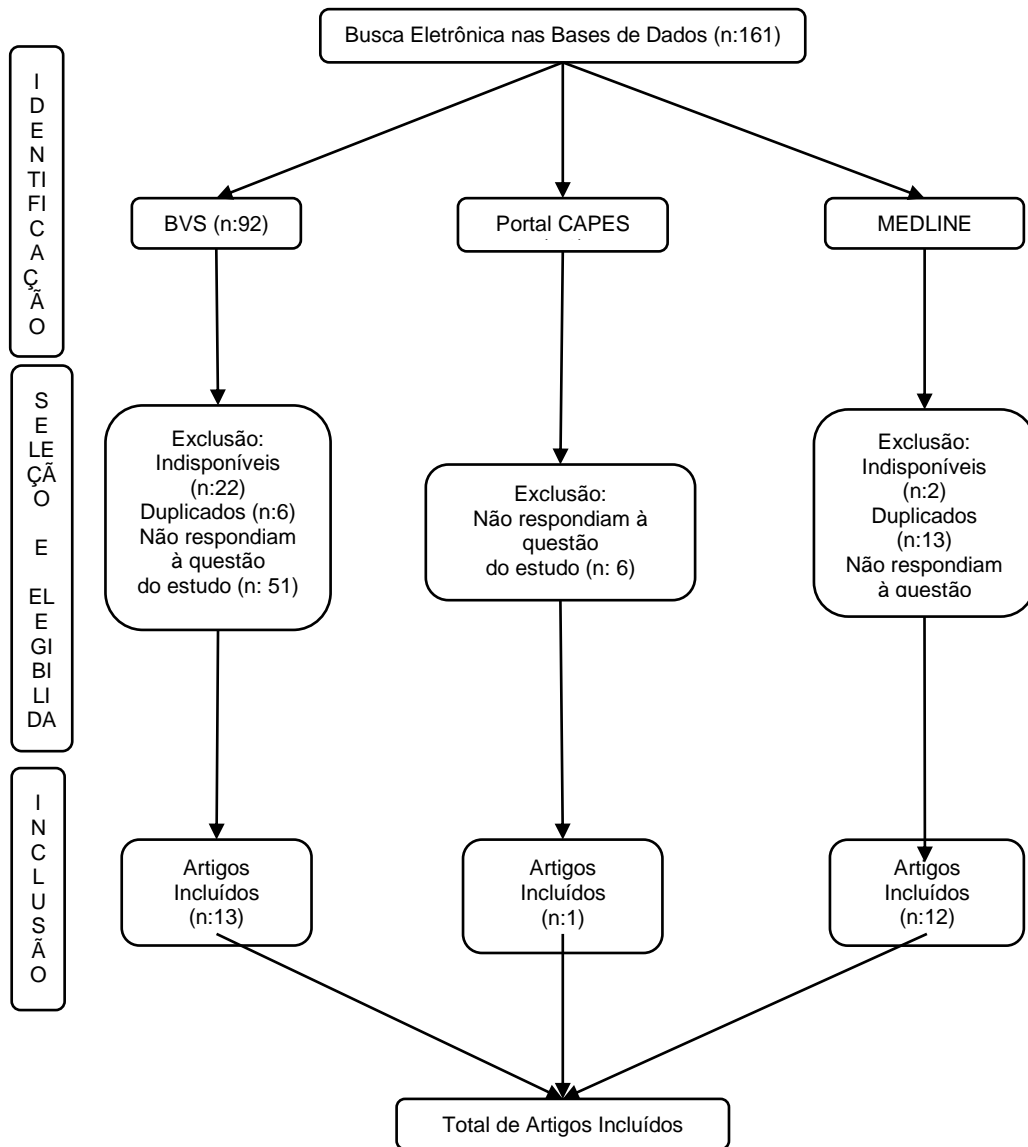 Busca Eletrônica nas Bases de Dados (n:161)
I
D
E
N
TI
FI
C
A
Ç
Ã
O
BVS (n:92)
Portal CAPES
MEDLINE
S
E
LE
ÇÃ
O
E
EL
E
GI
BI
LI
DA
Exclusão:
Indisponíveis
(n:22)
Duplicados (n:6)
Não respondiam
à questão
do estudo (n: 51)
Exclusão:
Não respondiam à
questão
do estudo (n: 6)
Exclusão:
Indisponíveis
(n:2)
Duplicados
(n:13)
Não respondiam
à questão
I
N
C
L
U
S
Ã
O
Artigos
Incluídos
(n:13)
Artigos
Incluídos
(n:1)
Artigos
Incluídos
(n:12)
Total de Artigos Incluídos